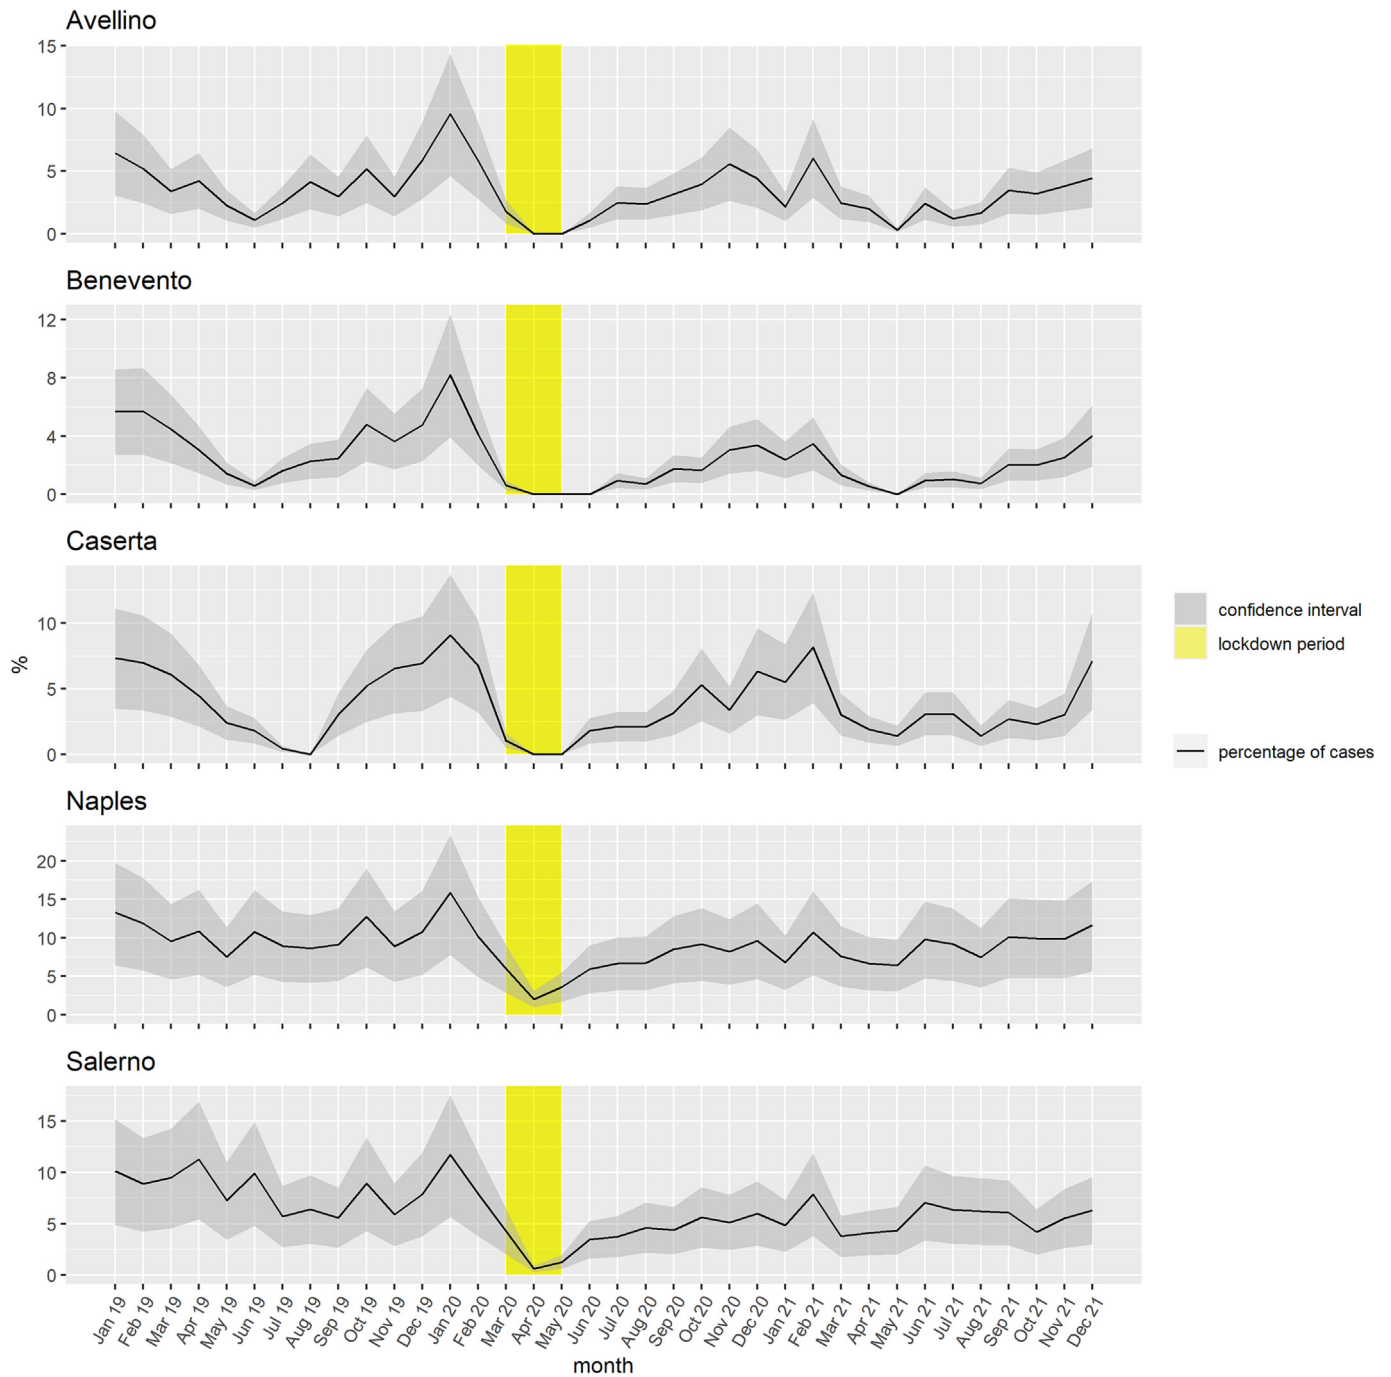 Avellino
15
10
5
0
Benevento
12
8
4
0
Caserta
10
5
0
%
confidence interval
lockdown period
percentage of cases
Naples
20
15
10
5
0
Salerno
15
10
5
0
Jan 19 Feb 19 Mar 19 Apr 19 May 19 Jun 19 Jul 19 Aug 19 Sep 19 Oct 19 Nov 19 Dec 19 Jan 20 Feb 20 Mar 20 Apr 20 May 20 Jun 20 Jul 20 Aug 20 Sep 20 Oct 20 Nov 20 Dec 20 Jan 21 Feb 21 Mar 21 Apr 21 May 21 Jun 21 Jul 21 Aug 21 Sep 21 Oct 21 Nov 21 Dec 21
month